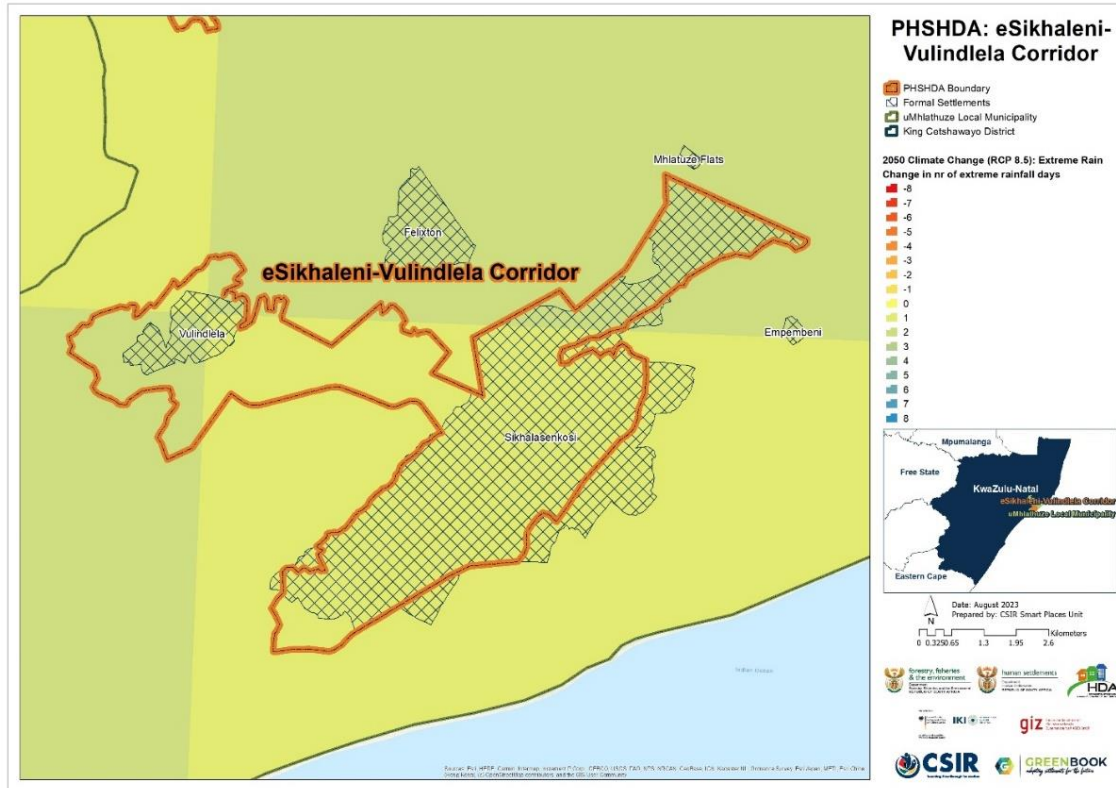 PHSHDA: eSikhaleni-
Vulindlela Corridor
PHSHDA Boundary
Formal Settlements
uMhlathuze Local Municipality
King Cetshawayo District
2050 Climate Change (RCP 8.5): Extreme Rain
Change in nr of extreme rainfall days
-8
-7
-6
-5
-4
-3
-2
-1
0
1
2
3
4
5
6
7
8
Mhlatuze Flats
Felixton
eSikhaleni-Vulindlela Corridor
Vulindlela
Empembeni
Sikhalasenkosi
Mpumalanga
Free State
KwaZulu-Natal
eSikhaleni-Vulindlela Corridor
uMhlathuze Local Municipality
Eastern Cape
Date: August 2023
Prepared by: CSIR Smart Places Unit
N
Kilometers
0 0.325 0.65 1.3 1.95 2.6
forestry, fisheries
& the environment
human settlements
HDA
IKI
giz
CSIR
GREENBOOK